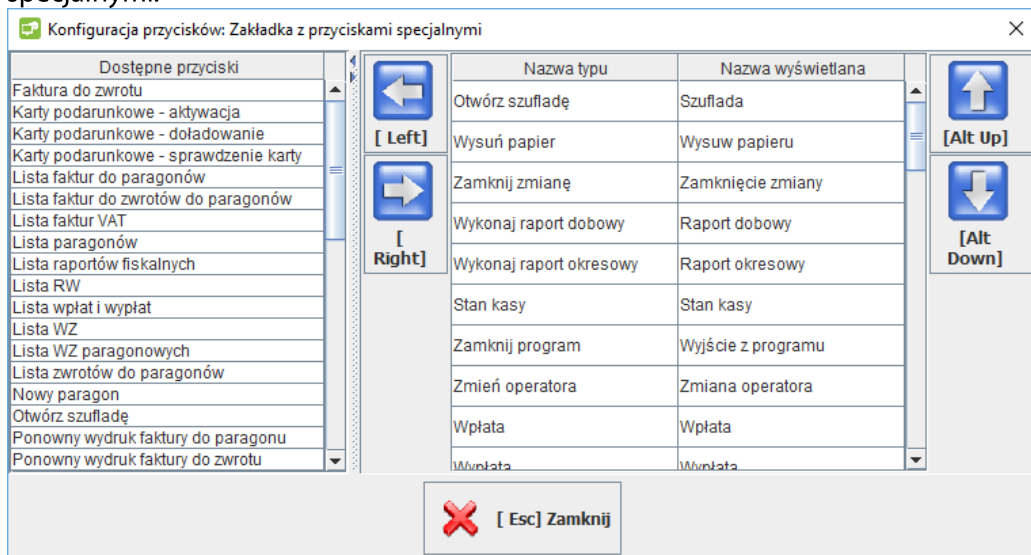 specjalnymi.
Konfiguracja przycisków: Zakładka z przyciskami specjalnymi
Dostępne przyciski
Faktura do zwrotu
Karty podarunkowe - aktywacja
Karty podarunkowe - doładowanie
Karty podarunkowe - sprawdzenie karty
Lista faktur do paragonów
Lista faktur do zwrotów do paragonów
Lista faktur VAT
Lista paragonów
Lista raportów fiskalnych
Lista RW
Lista wpłat i wypłat
Lista WZ
Lista WZ paragonowych
Lista zwrotów do paragonów
Nowy paragon
Otwórz szufladę
Ponowny wydruk faktury do paragonu
Ponowny wydruk faktury do zwrotu
[ Left]
[
Right]
Nazwa typu Nazwa wyświetlana
Otwórz szufladę Szuflada
Wysuń papier Wysuw papieru
Zamknij zmianę Zamknięcie zmiany
Wykonaj raport dobowy Raport dobowy
Wykonaj raport okresowy Raport okresowy
Stan kasy Stan kasy
Zamknij program Wyjście z programu
Zmień operatora Zmiana operatora
Wpłata Wpłata
Wypłata Wypłata
[Alt Up]
[Alt
Down]
[ Esc] Zamknij